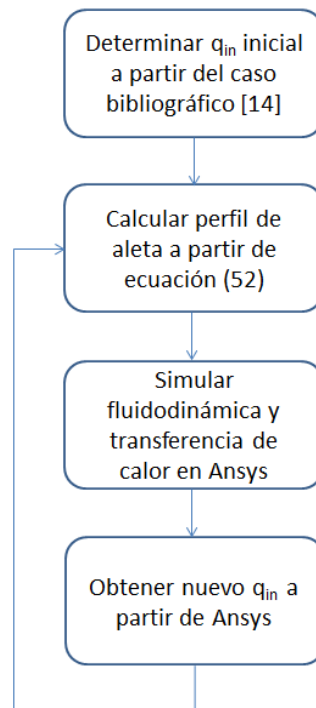 Determinar qin inicial
a partir del caso
bibliográfico [14]
Calcular perfil de
aleta a partir de
ecuación (52)
Simular
fluidodinámica y
transferencia de
calor en Ansys
Obtener nuevo qin a
partir de Ansys